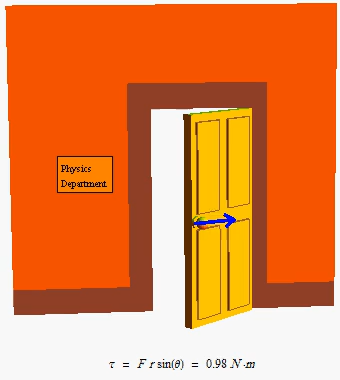 Physics
Department
τ = F r sin(θ) = 0.98 N·m